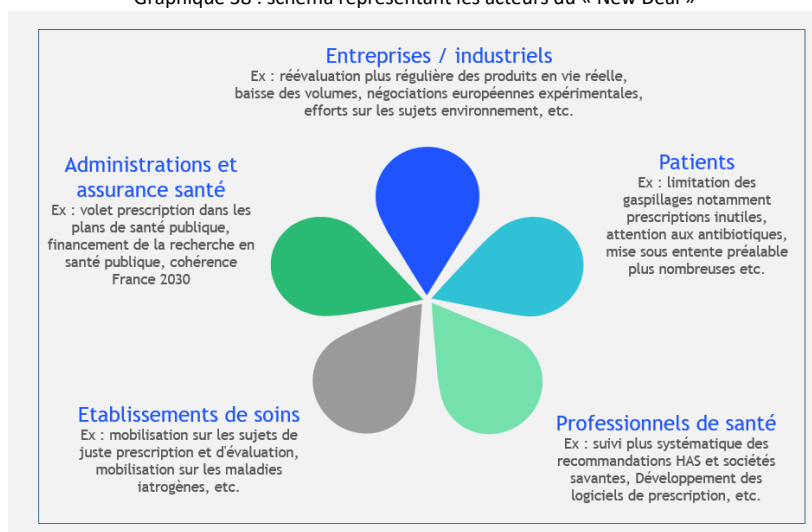 Graphique 38 : schéma représentant les acteurs du « New Deal »
Entreprises / industriels
Ex : réévaluation plus régulière des produits en vie réelle,
baisse des volumes, négociations européennes expérimentales,
efforts sur les sujets environnement, etc.
Administrations et
assurance santé
Ex : volet prescription dans les
plans de santé publique,
financement de la recherche en
santé publique, cohérence
France 2030
Patients
Ex : limitation des
gaspillages notamment
prescriptions inutiles,
attention aux antibiotiques,
mise sous entente préalable
plus nombreuses etc.
Etablissements de soins
Ex : mobilisation sur les sujets de
juste prescription et d'évaluation,
mobilisation sur les maladies
iatrogènes, etc.
Professionnels de santé
Ex : suivi plus systématique des
recommandations HAS et sociétés
savantes, Développement des
logiciels de prescription, etc.